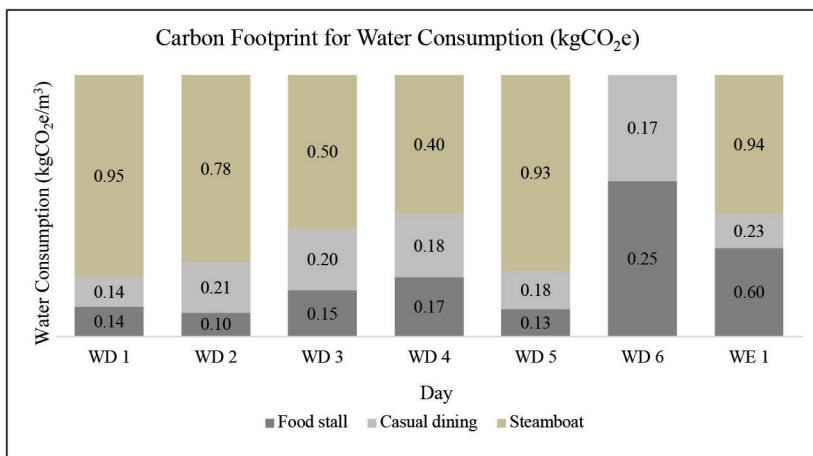 Carbon Footprint for Water Consumption (kgCO₂e)
Water Consumption (kgCO₂e/m³)
0.95 0.78 0.50 0.40 0.93 0.17 0.94
0.14 0.21 0.20 0.18 0.18 0.25 0.23
0.14 0.10 0.15 0.17 0.13 0.60
WD 1 WD 2 WD 3 WD 4 WD 5 WD 6 WE 1
Day
Food stall Casual dining Steamboat